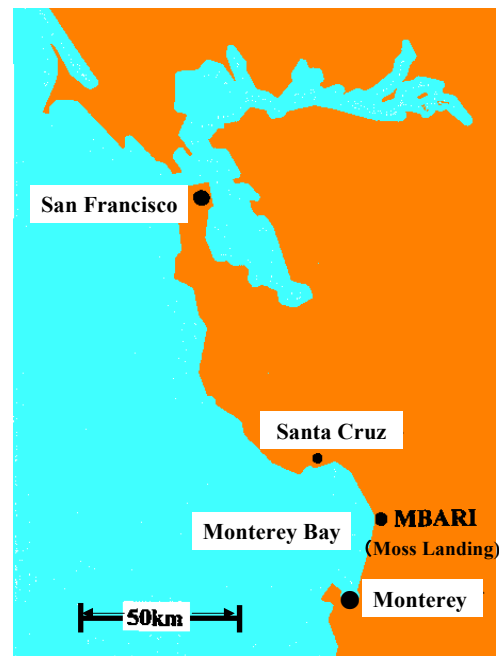 San Francisco
Santa Cruz
MBARI
Monterey Bay
(Moss Landing)
Monterey
50km